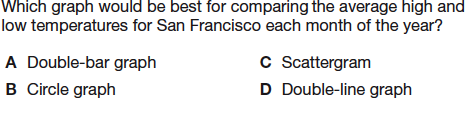 Which graph would be best for comparing the average high and
low temperatures for San Francisco each month of the year?
A Double-bar graph
C Scattergram
B Circle graph
D Double-line graph